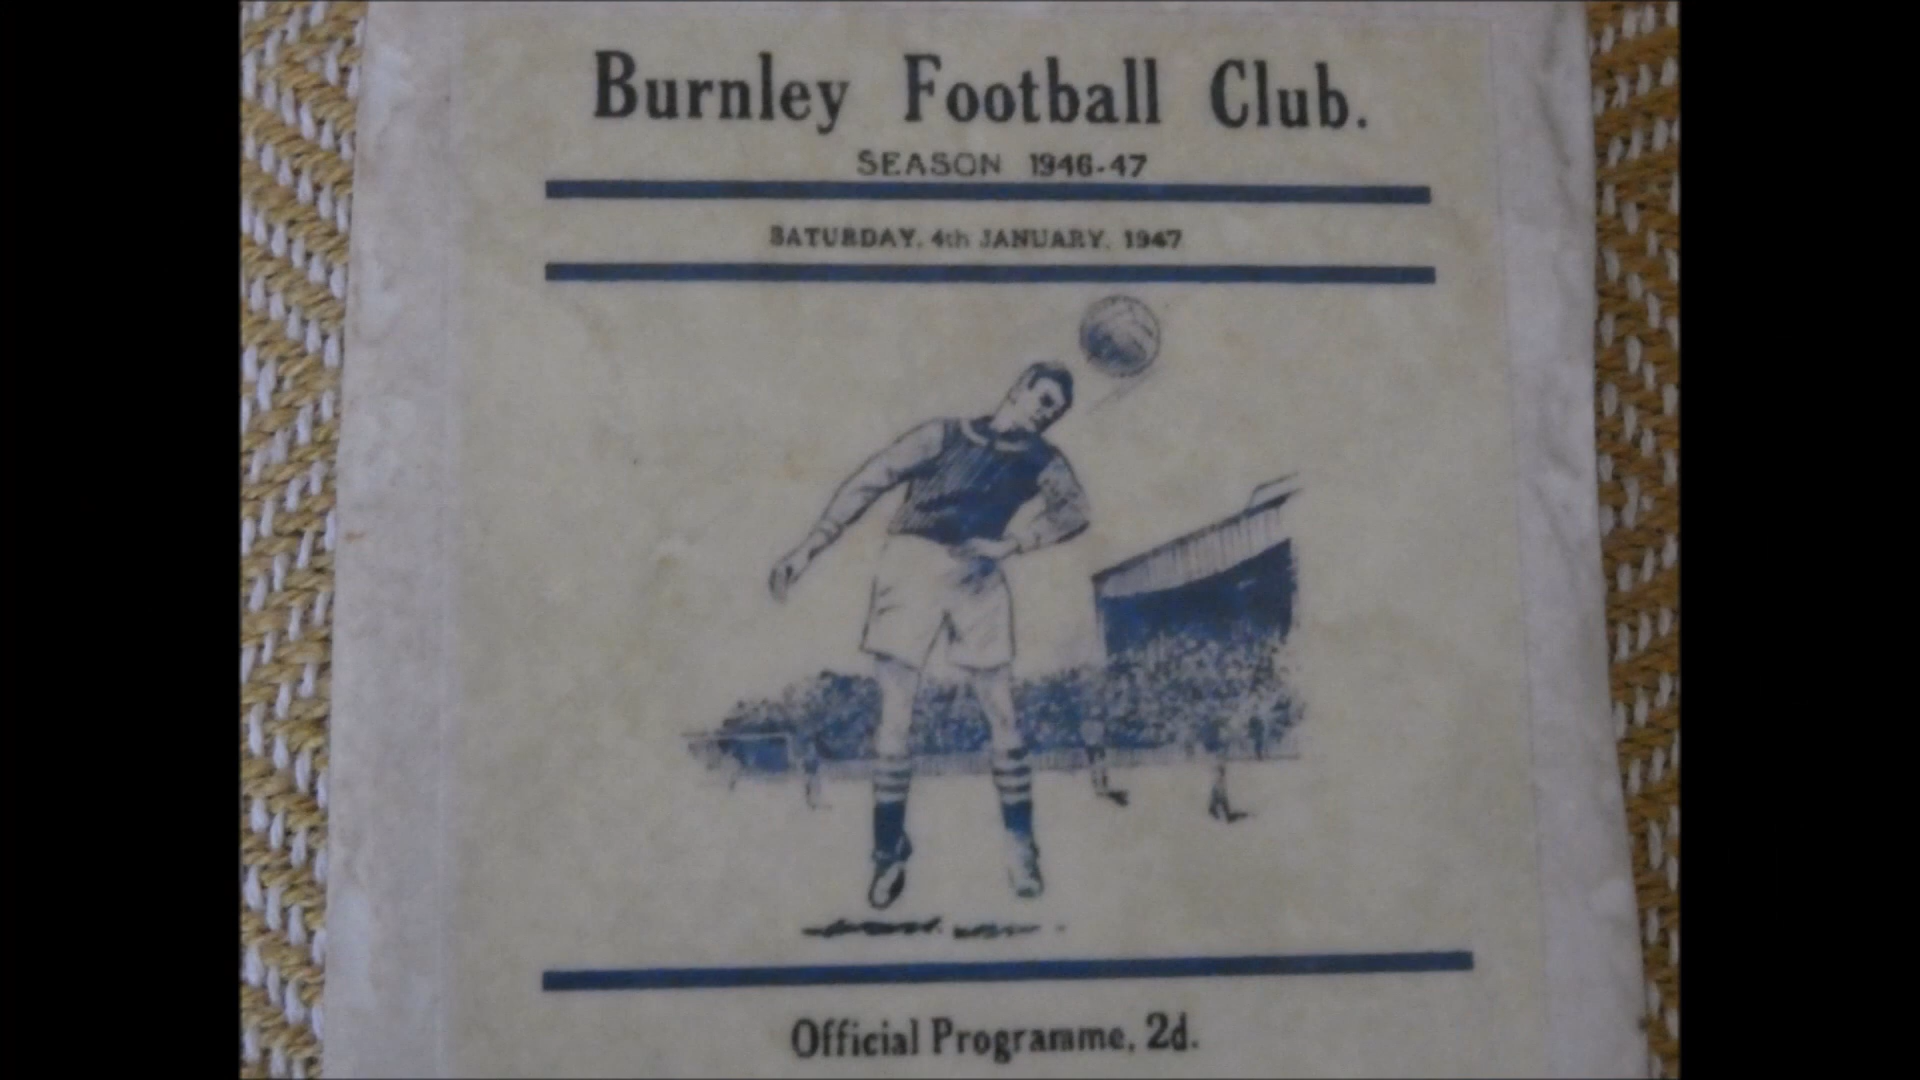 Burnley Football Club.
SEASON 1946-47
SATURDAY, 4th JANUARY, 1947
Official Programme, 2d.